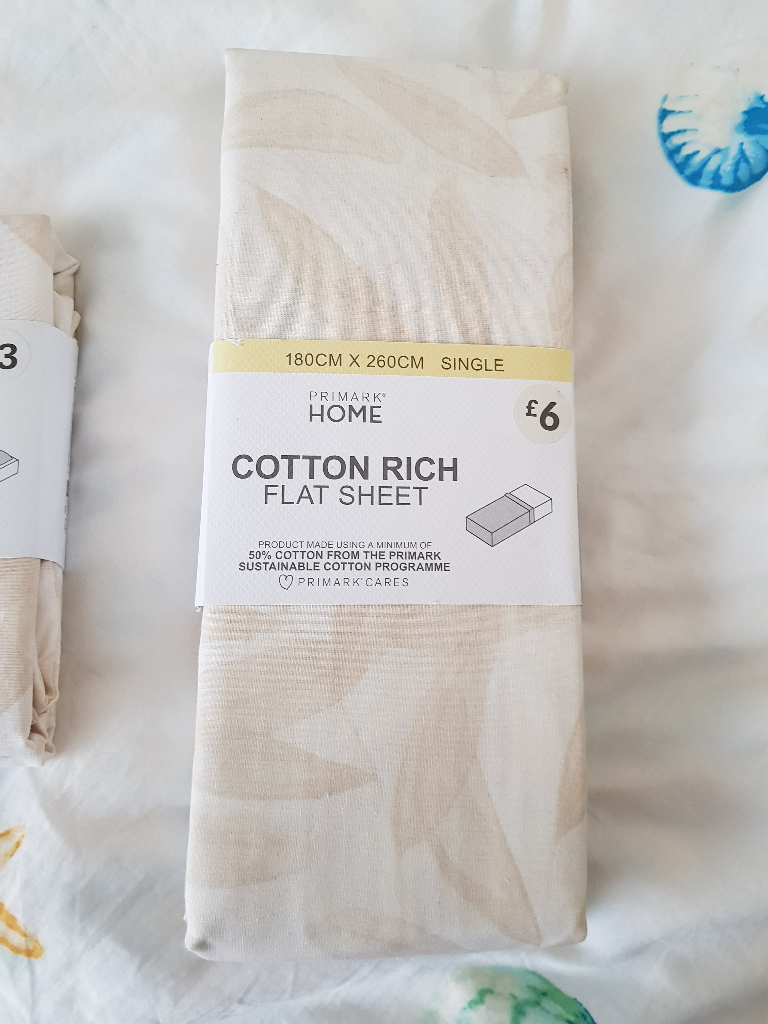 180CM X 260CM SINGLE
PRIMARK®
HOME
£6
COTTON RICH
FLAT SHEET
PRODUCT MADE USING A MINIMUM OF
50% COTTON FROM THE PRIMARK
SUSTAINABLE COTTON PROGRAMME
PRIMARK® CARES
3